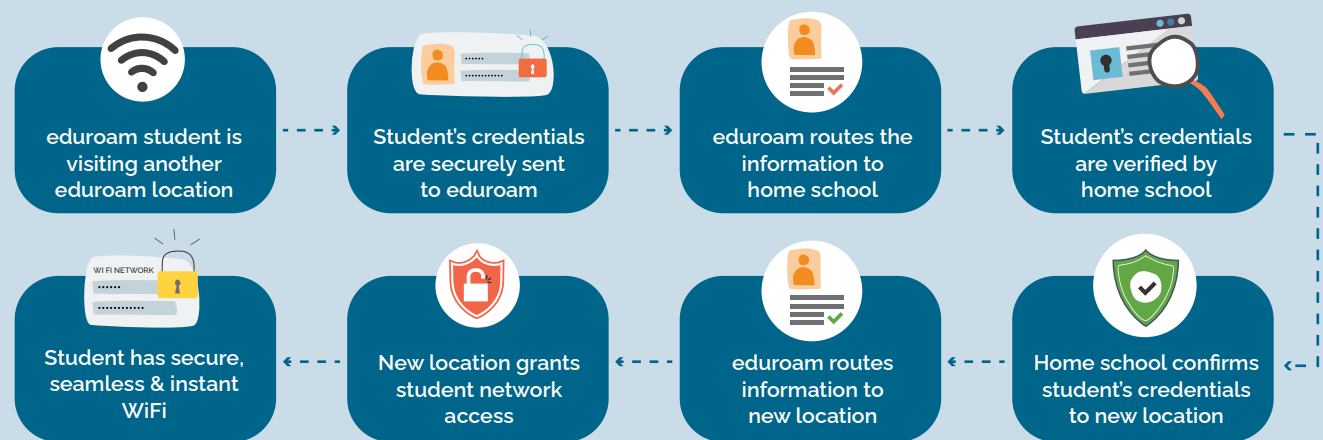 eduroam student is
visiting another
eduroam location
Student's credentials
are securely sent
to eduroam
eduroam routes the
information to
home school
Student's credentials
are verified by
home school
Home school confirms
student's credentials
to new location
eduroam routes
information to
new location
New location grants
student network
access
WI FI NETWORK
Student has secure,
seamless & instant
WiFi